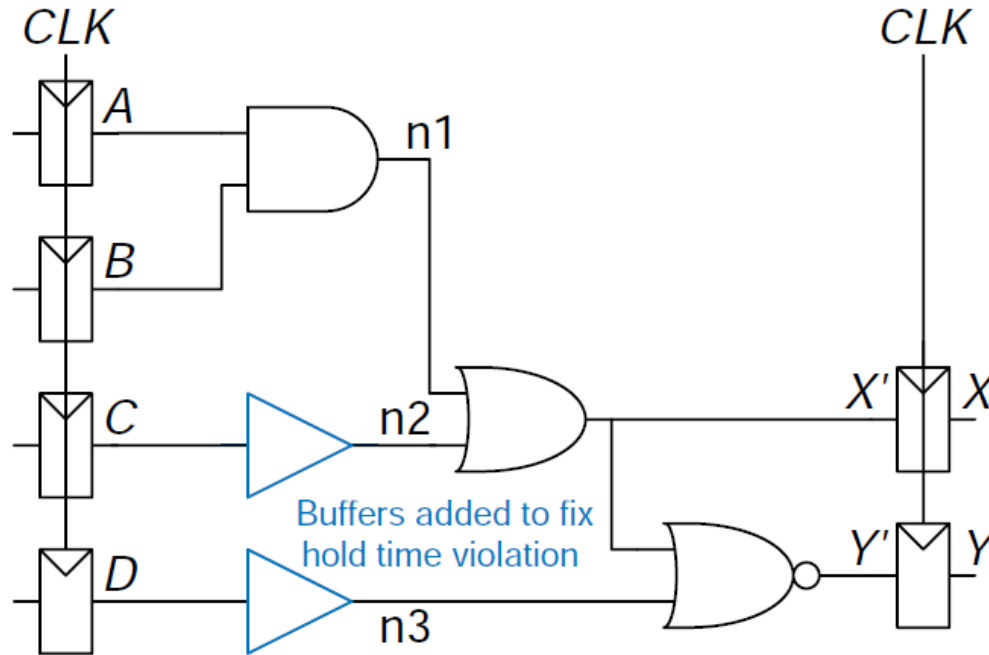 CLK
CLK
A
n1
B
C
n2
X'
X
Buffers added to fix
hold time violation
D
n3
Y'
Y